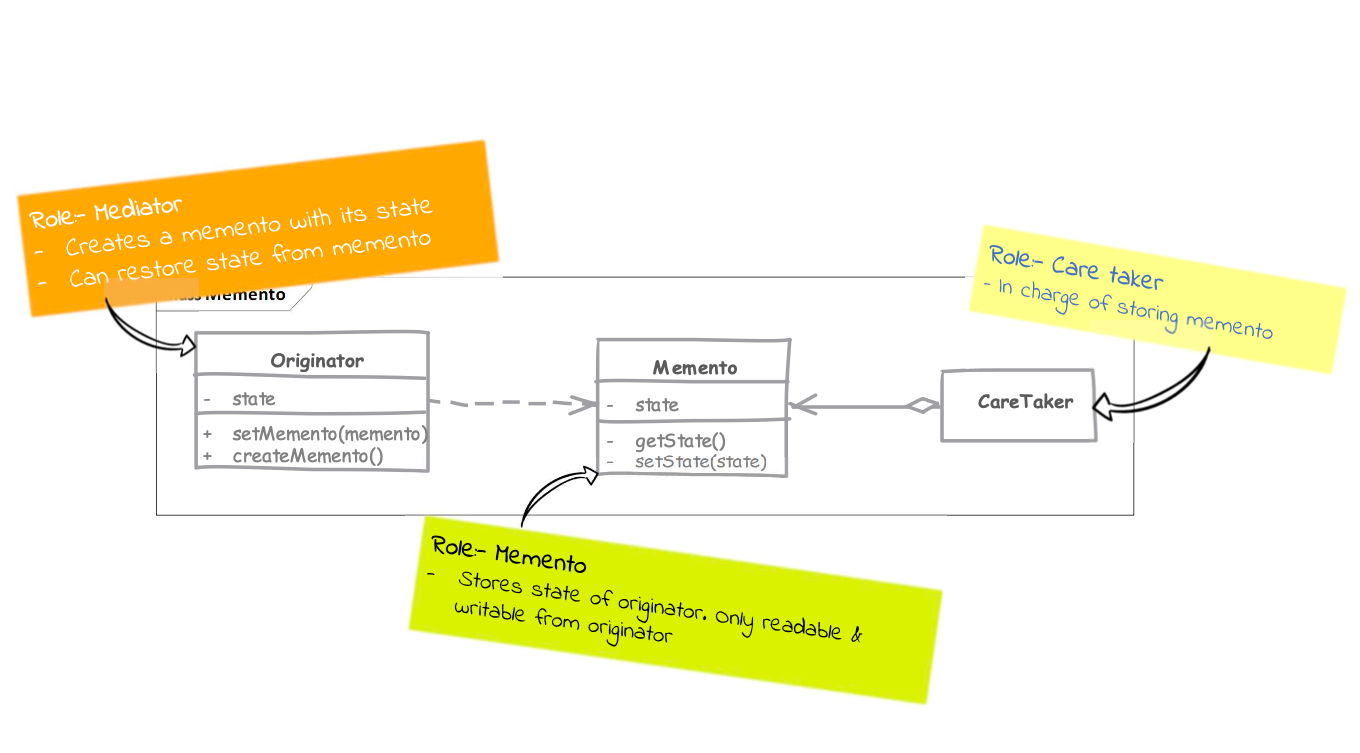 Role:- Mediator
- Creates a memento with its state
- Can restore state from memento
Memento
Role:- Care taker
- In charge of storing memento
Originator
- state
+ setMemento(memento)
+ createMemento()
Memento
- state
- getState()
- setState(state)
CareTaker
Role:- Memento
- Stores state of originator. Only readable &
writable from originator